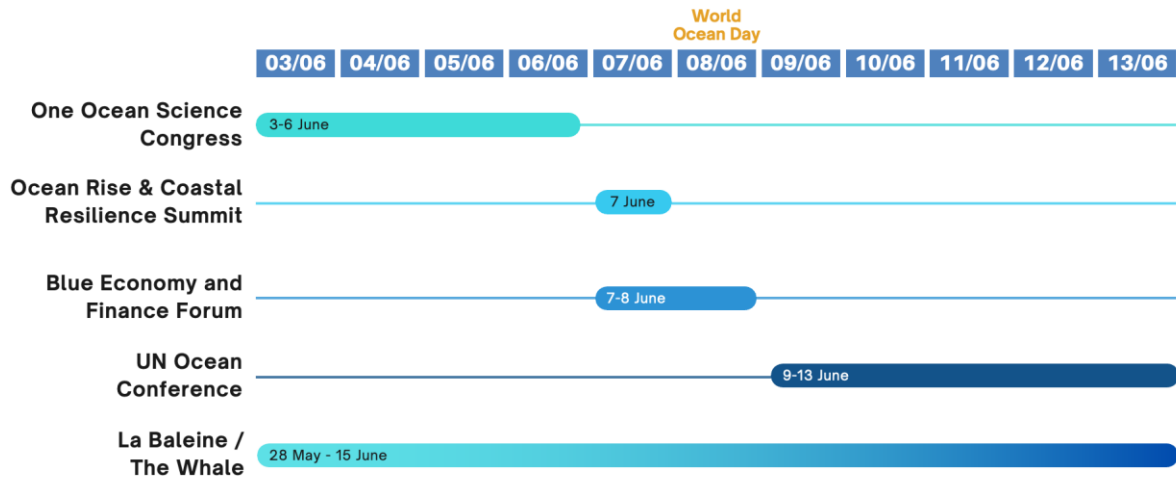 World
Ocean Day
03/06 04/06 05/06 06/06 07/06 08/06 09/06 10/06 11/06 12/06 13/06
One Ocean Science
Congress
3-6 June
Ocean Rise & Coastal
Resilience Summit
7 June
Blue Economy and
Finance Forum
7-8 June
UN Ocean
Conference
9-13 June
La Baleine /
The Whale
28 May - 15 June